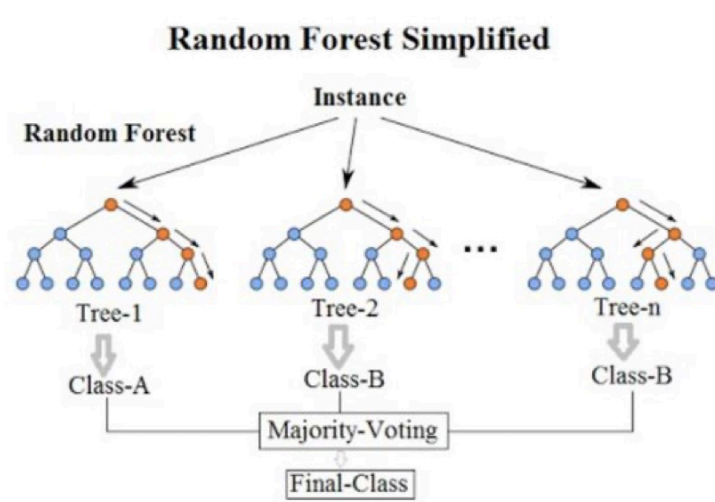 Random Forest Simplified
Instance
Random Forest
...
Tree-1
Tree-2
Tree-n
Class-A
Class-B
Class-B
Majority-Voting
Final-Class